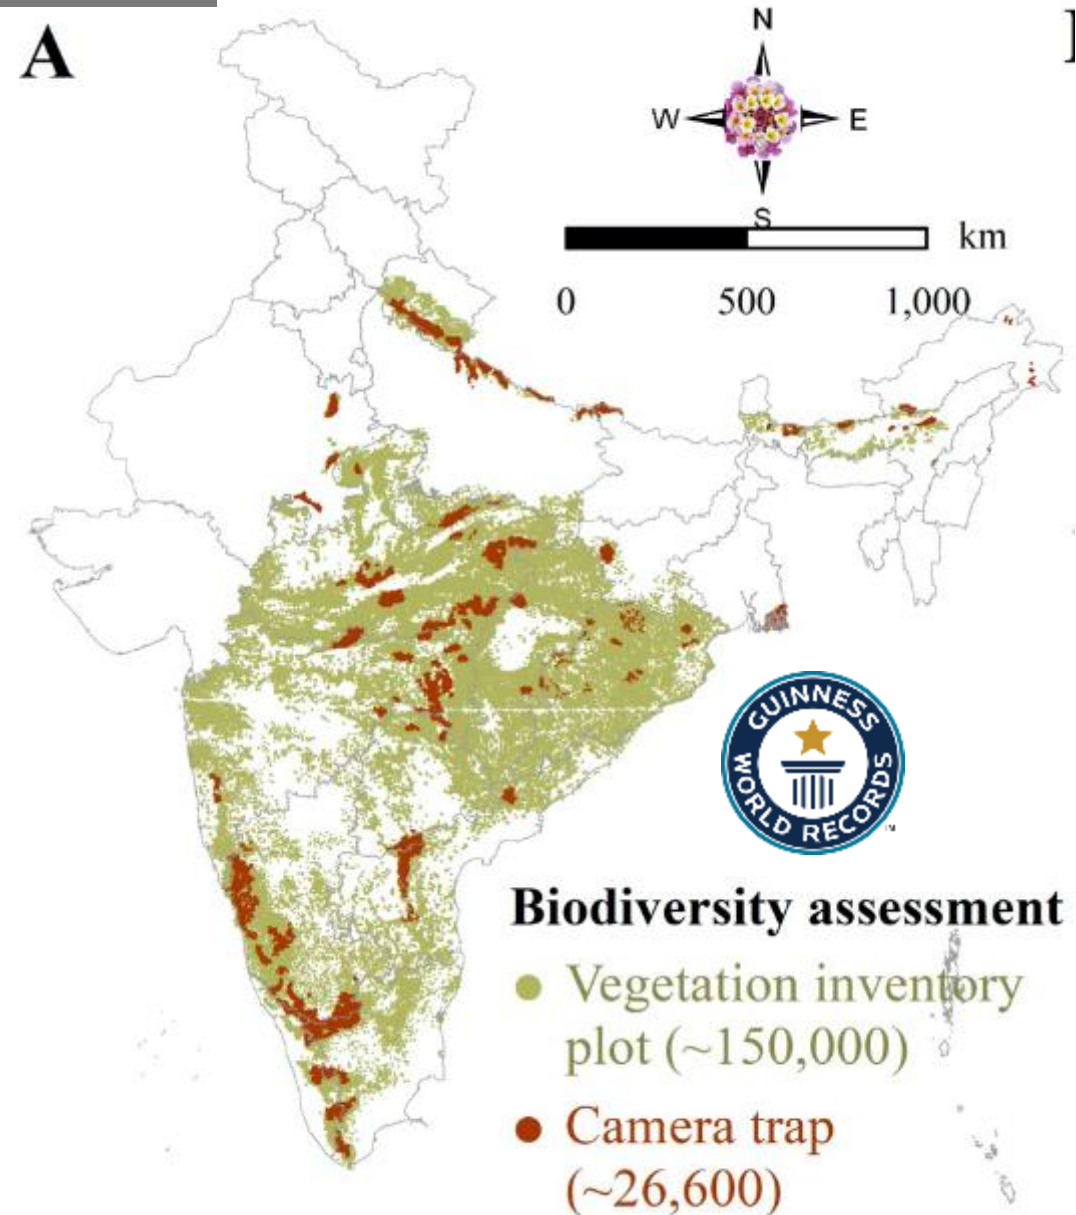 A
N
W
E
S
km
0
500
1,000
GUINNESS
WORLD RECORDS
™
Biodiversity assessment
Vegetation inventory
plot (~150,000)
Camera trap
(~26,600)